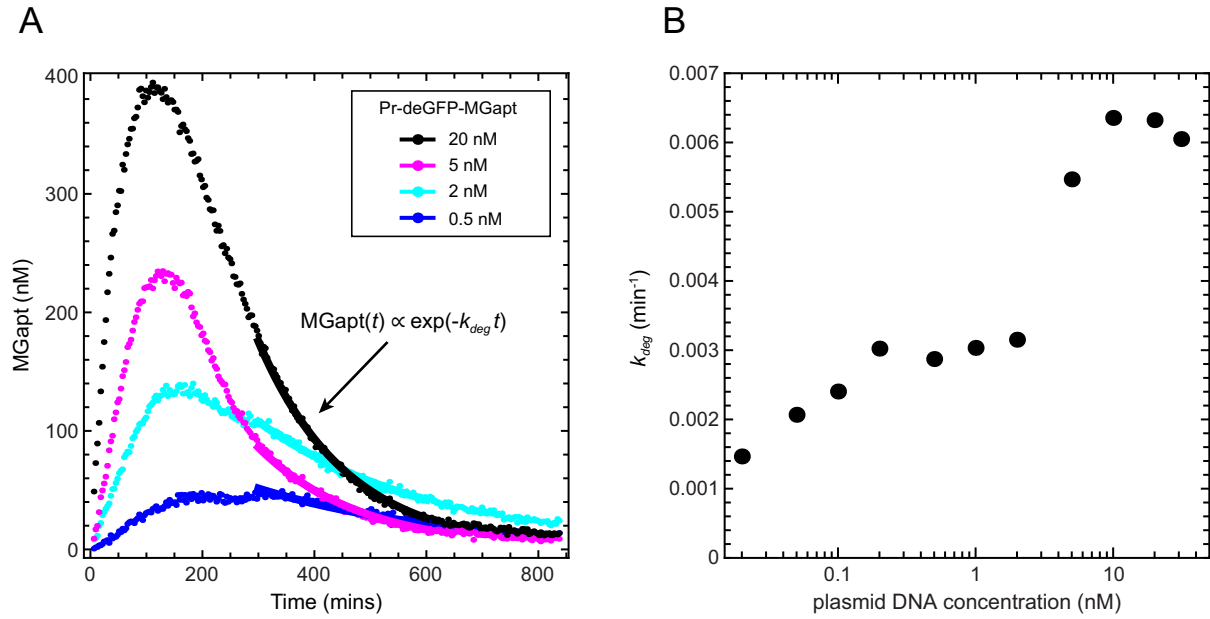 A
MGapt (nM)
400
300
200
100
0
0
200
400
600
800
Time (mins)
Pr-deGFP-MGapt
20 nM
5 nM
2 nM
0.5 nM
MGapt(t) ∝ exp(-k_deg t)
B
k_deg (min⁻¹)
0.007
0.006
0.005
0.004
0.003
0.002
0.001
0
0.1
1
10
plasmid DNA concentration (nM)